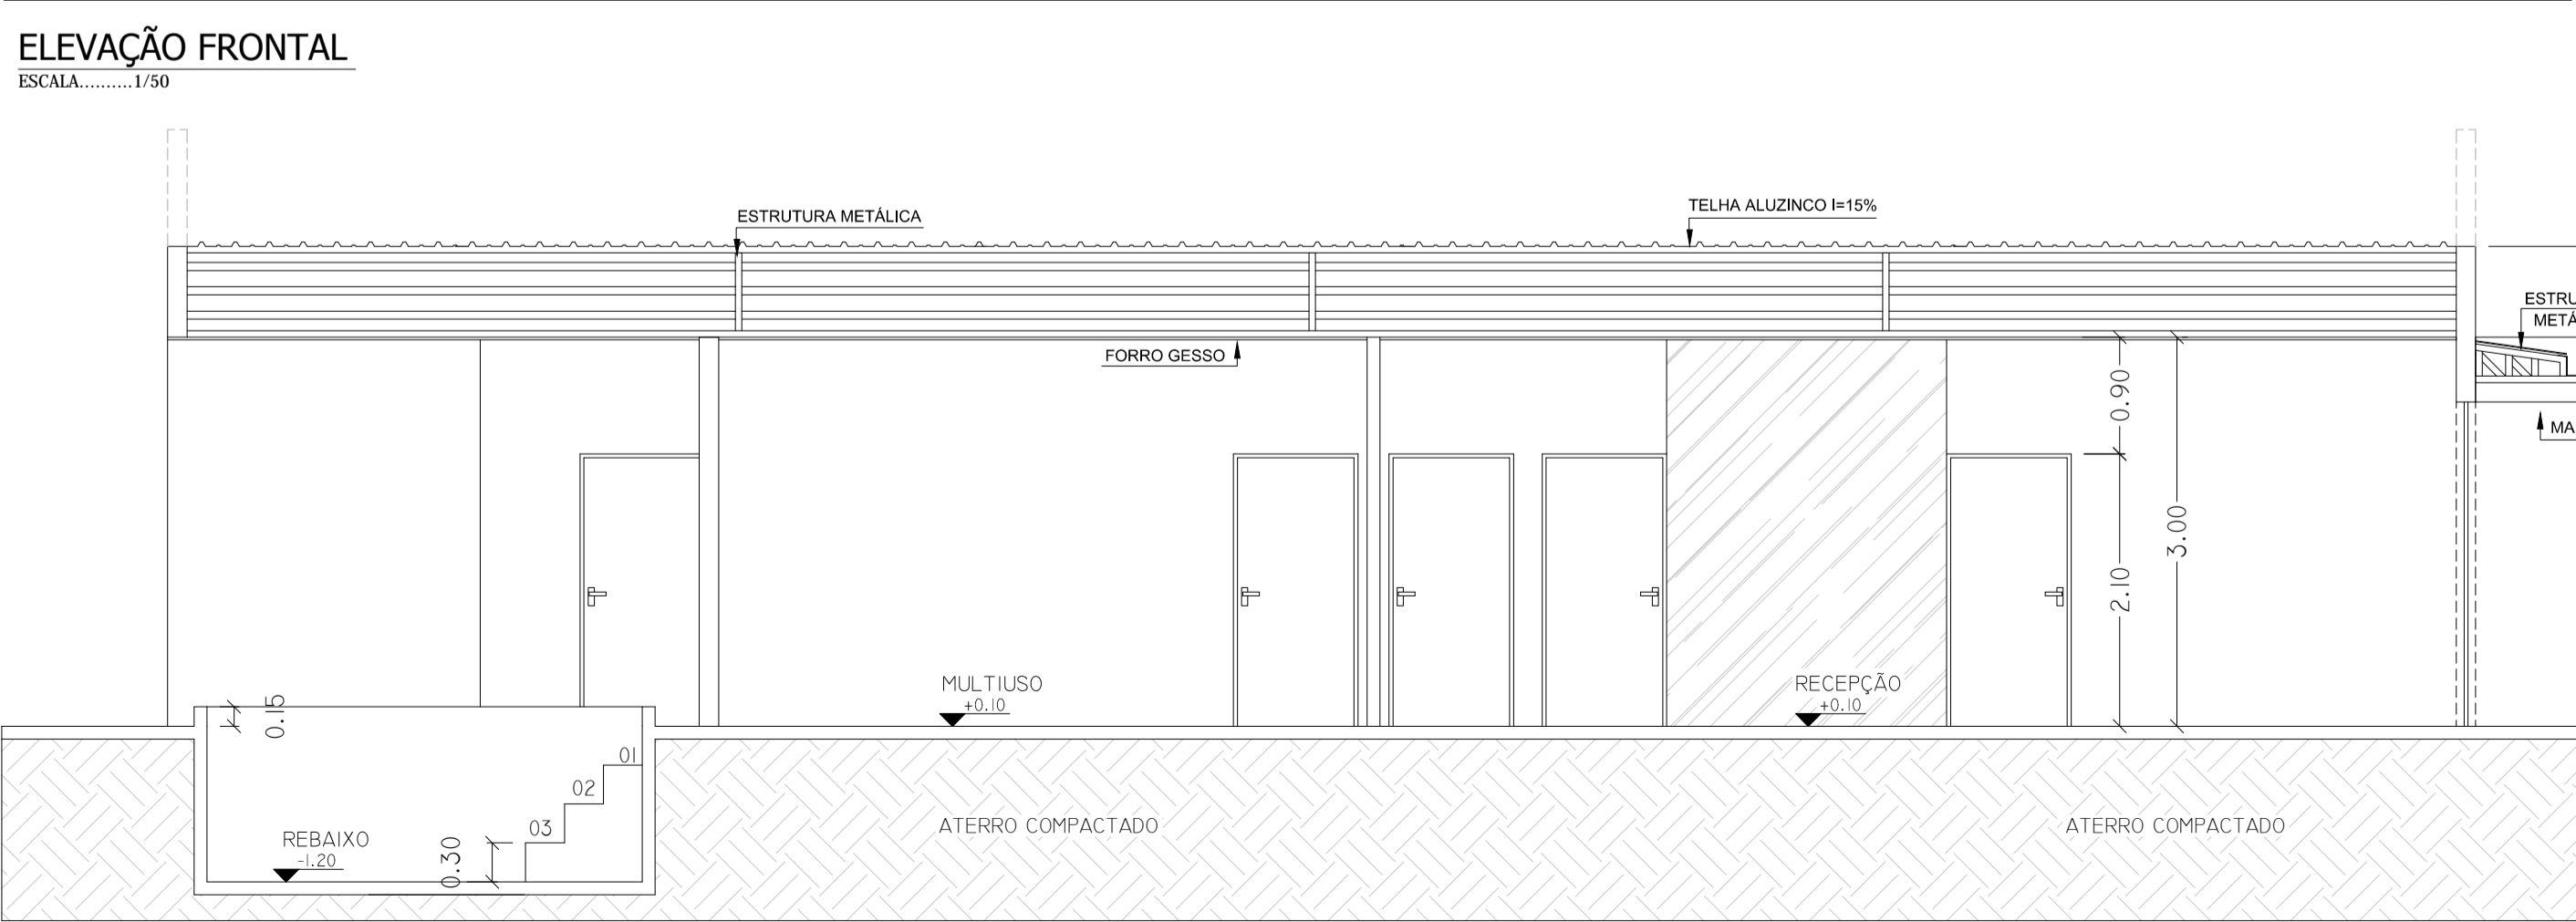 ELEVAÇÃO FRONTAL
ESCALA..........1/50
TELHA ALUZINCO I=15%
ESTRUTURA METÁLICA
ESTRU
METÁ
FORRO GESSO
0.90
MA
3.00
2.10
MULTIUSO
+0.10
RECEPÇÃO
+0.10
0.15
01
02
03
REBAIXO
-1.20
0.30
ATERRO COMPACTADO
ATERRO COMPACTADO